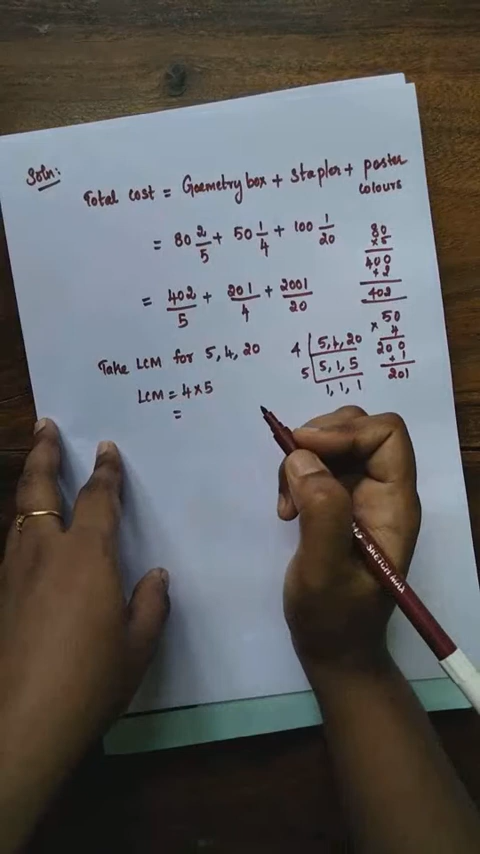 Soln:
Total cost = Geometry box + stapler + poster
colours
= 80 2/5 + 50 1/4 + 100 1/20
80
×5
400
+2
402
= 402/5 + 201/4 + 2001/20
× 50
4
200
+1
201
Take LCM for 5, 4, 20
4 | 5, 4, 20
5 | 5, 1, 5
1, 1, 1
LCM = 4 × 5
=
SKETCH